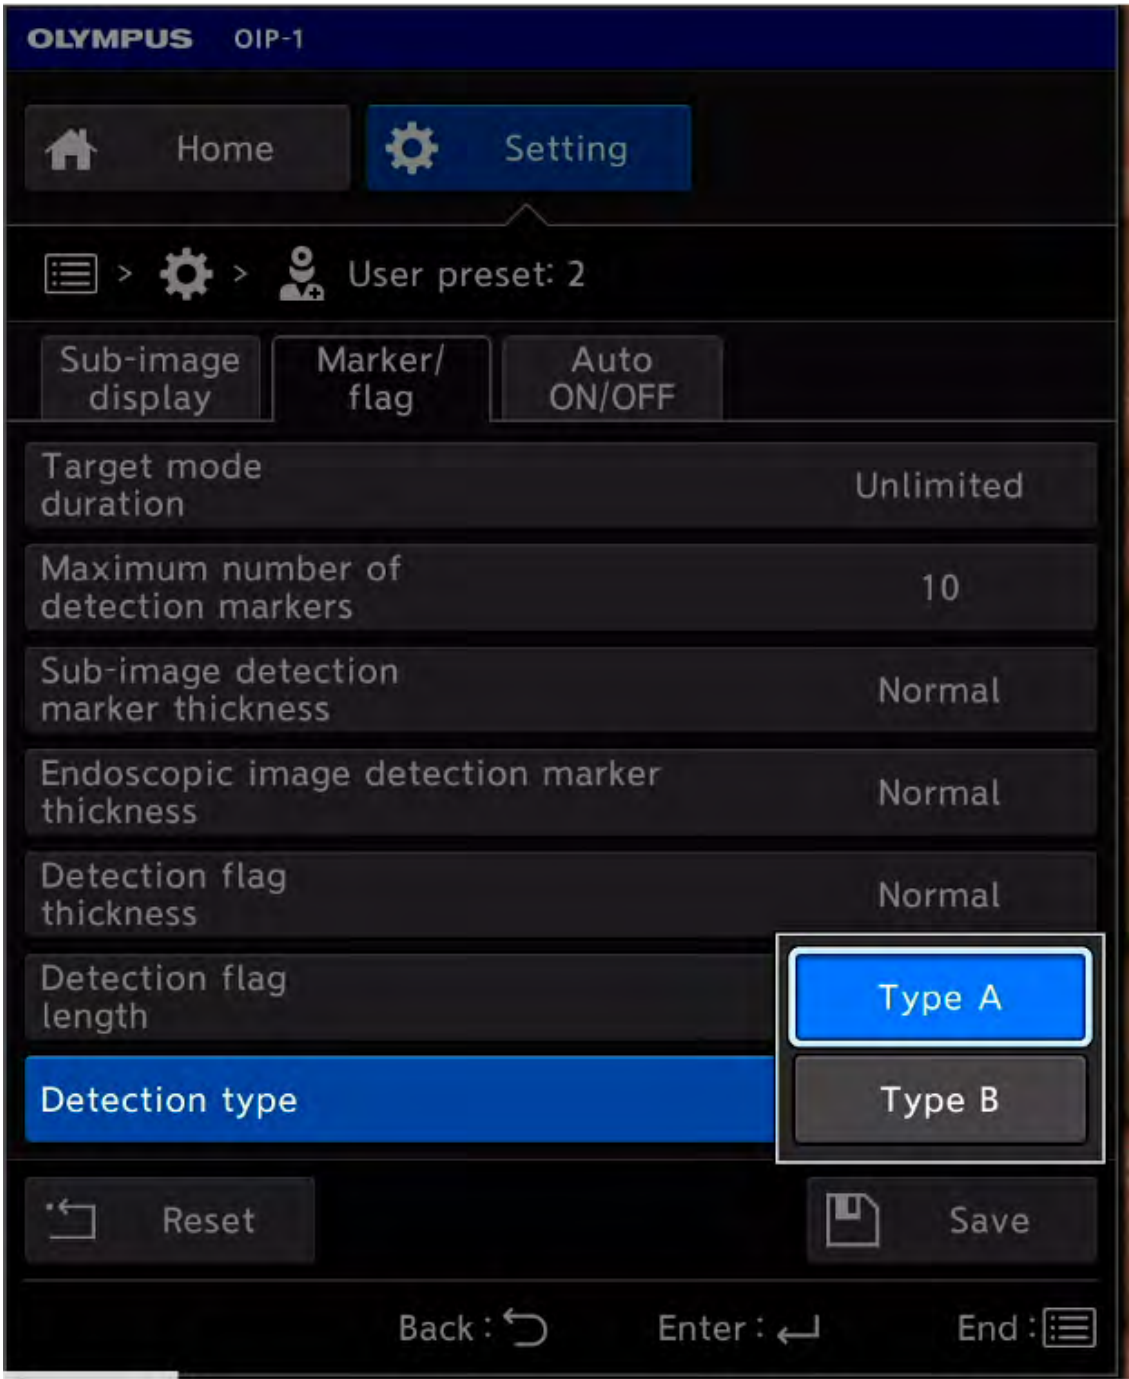 OLYMPUS OIP-1
Home
Setting
> > User preset: 2
Sub-image
display
Marker/
flag
Auto
ON/OFF
Target mode
duration
Unlimited
Maximum number of
detection markers
10
Sub-image detection
marker thickness
Normal
Endoscopic image detection marker
thickness
Normal
Detection flag
thickness
Normal
Detection flag
length
Type A
Detection type
Type B
Reset
Save
Back: Enter: End: